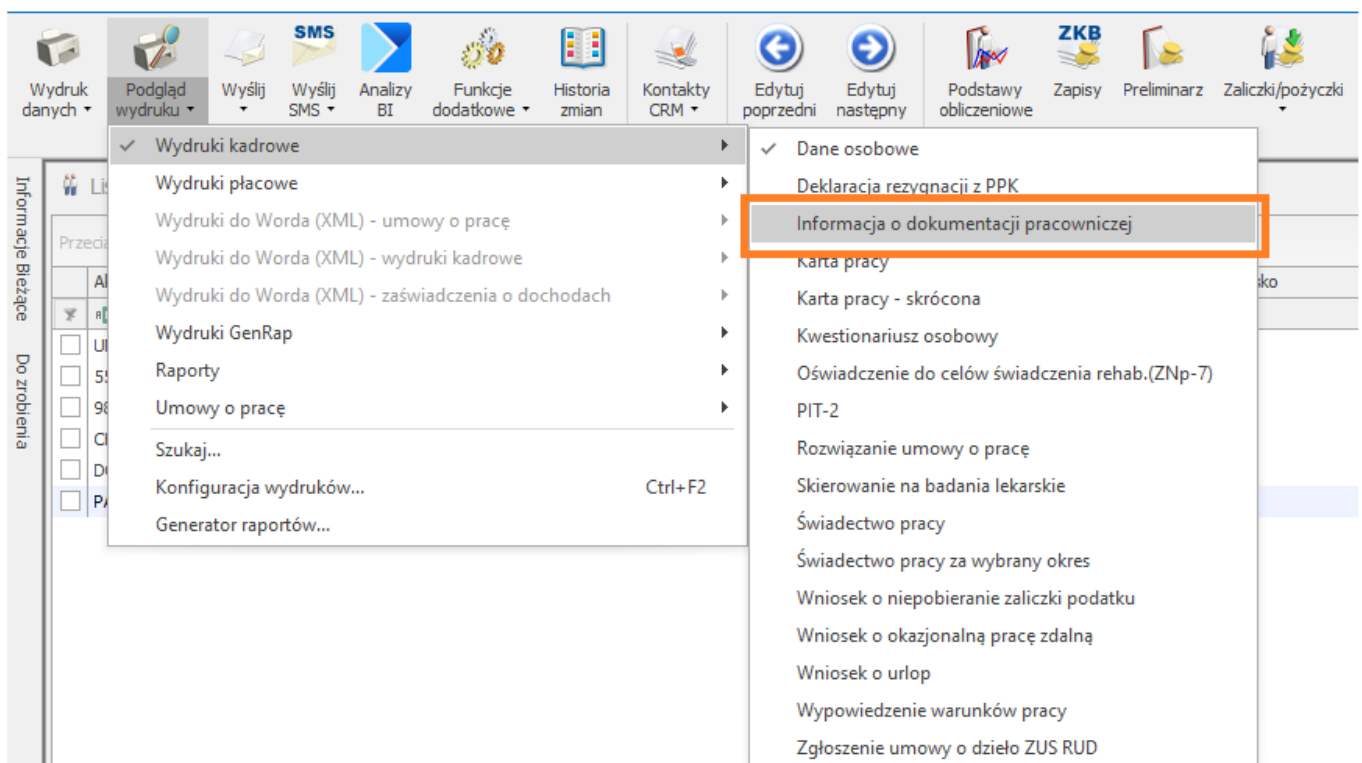 SMS
ZKB
Wydruk danych
Podgląd wydruku
Wyślij
Wyślij SMS
Analizy BI
Funkcje dodatkowe
Historia zmian
Kontakty CRM
Edytuj poprzedni
Edytuj następny
Podstawy obliczeniowe
Zapisy
Preliminarz
Zaliczki/pożyczki
Informacje Bieżące
Do zrobienia
Wydruki kadrowe
Wydruki płacowe
Wydruki do Worda (XML) - umowy o pracę
Wydruki do Worda (XML) - wydruki kadrowe
Wydruki do Worda (XML) - zaświadczenia o dochodach
Wydruki GenRap
Raporty
Umowy o pracę
Szukaj...
Konfiguracja wydruków... Ctrl+F2
Generator raportów...
Dane osobowe
Deklaracja rezygnacji z PPK
Informacja o dokumentacji pracowniczej
Karta pracy
Karta pracy - skrócona
Kwestionariusz osobowy
Oświadczenie do celów świadczenia rehab.(ZNp-7)
PIT-2
Rozwiązanie umowy o pracę
Skierowanie na badania lekarskie
Świadectwo pracy
Świadectwo pracy za wybrany okres
Wniosek o niepobieranie zaliczki podatku
Wniosek o okazjonalną pracę zdalną
Wniosek o urlop
Wypowiedzenie warunków pracy
Zgłoszenie umowy o dzieło ZUS RUD